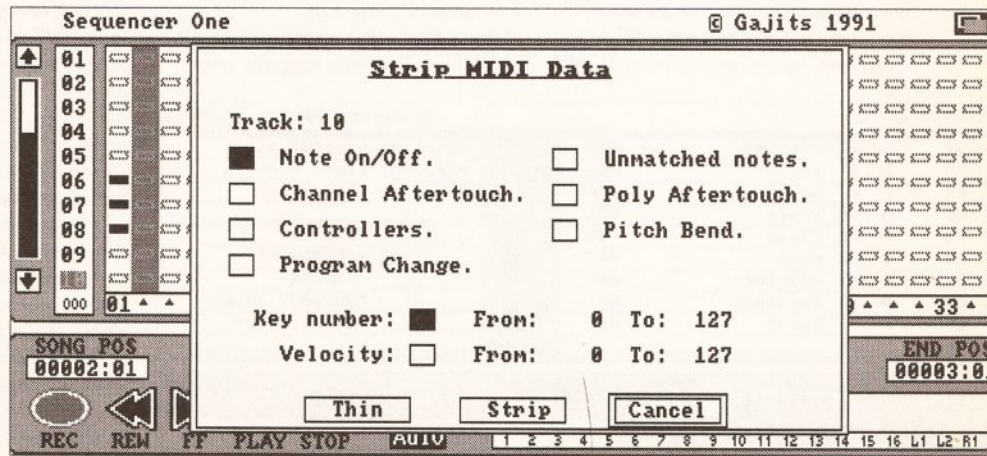 Sequencer One © Gajits 1991
Strip MIDI Data
Track: 10
Note On/Off. Unmatched notes.
Channel Aftertouch. Poly Aftertouch.
Controllers. Pitch Bend.
Program Change.
Key number: From: 0 To: 127
Velocity: From: 0 To: 127
Thin Strip Cancel
01
02
03
04
05
06
07
08
09
000 01 33
SONG POS
00002:01
END POS
00003:0
REC REW FF PLAY STOP AUTO
1 2 3 4 5 6 7 8 9 10 11 12 13 14 15 16 L1 L2 R1